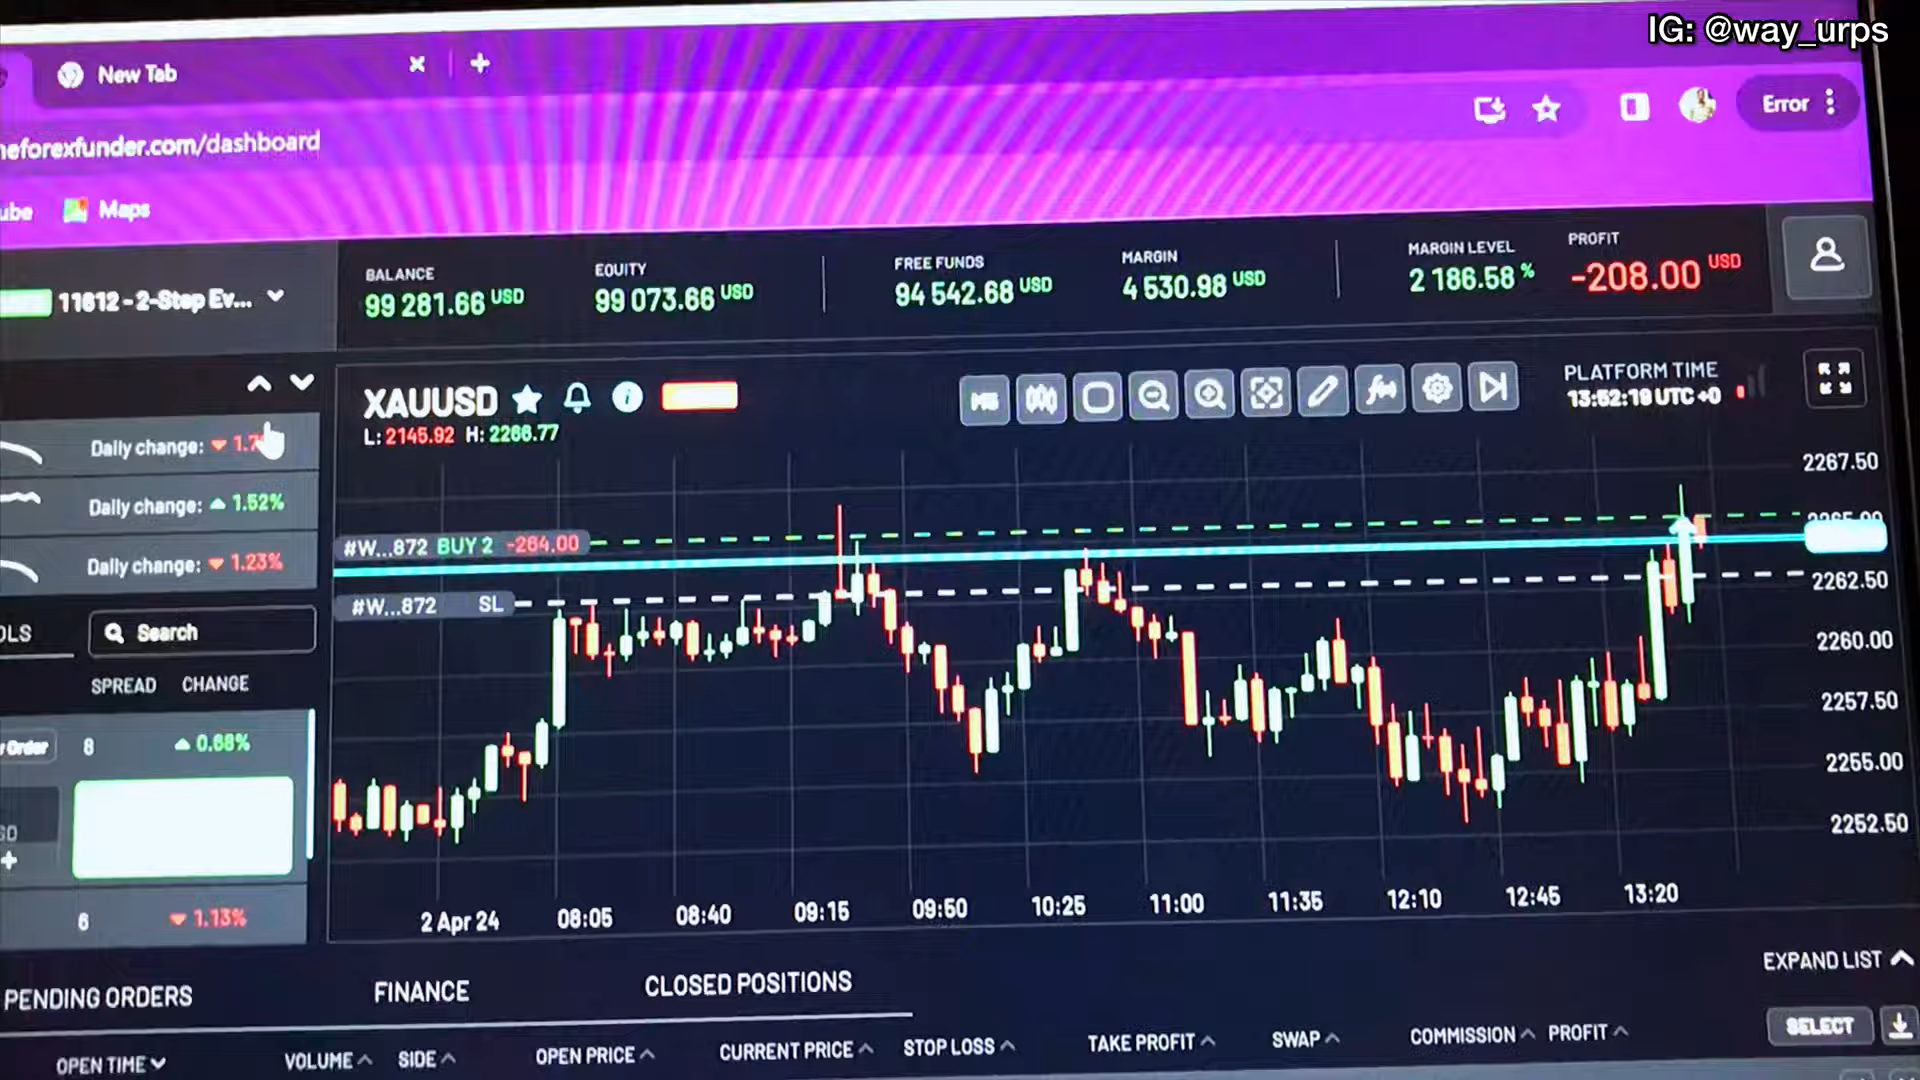 IG: @way_urps
New Tab
Error
heforexfunder.com/dashboard
ube
Maps
11612 - 2-Step Ev...
BALANCE
99 281.66 USD
EQUITY
99 073.66 USD
FREE FUNDS
94 542.68 USD
MARGIN
4 530.98 USD
MARGIN LEVEL
2 186.58 %
PROFIT
-208.00 USD
XAUUSD
L: 2145.92 H: 2266.77
M5
PLATFORM TIME
13:52:19 UTC +0
Daily change:
Daily change: 1.52%
Daily change: 1.23%
OLS
Search
SPREAD CHANGE
r Order
8 0.68%
6 1.13%
#W...872 BUY 2 -264.00
#W...872 SL
2267.50
2265.00
2262.50
2260.00
2257.50
2255.00
2252.50
2 Apr 24 08:05 08:40 09:15 09:50 10:25 11:00 11:35 12:10 12:45 13:20
PENDING ORDERS FINANCE CLOSED POSITIONS
EXPAND LIST
SELECT
OPEN TIME VOLUME SIDE OPEN PRICE CURRENT PRICE STOP LOSS TAKE PROFIT SWAP COMMISSION PROFIT